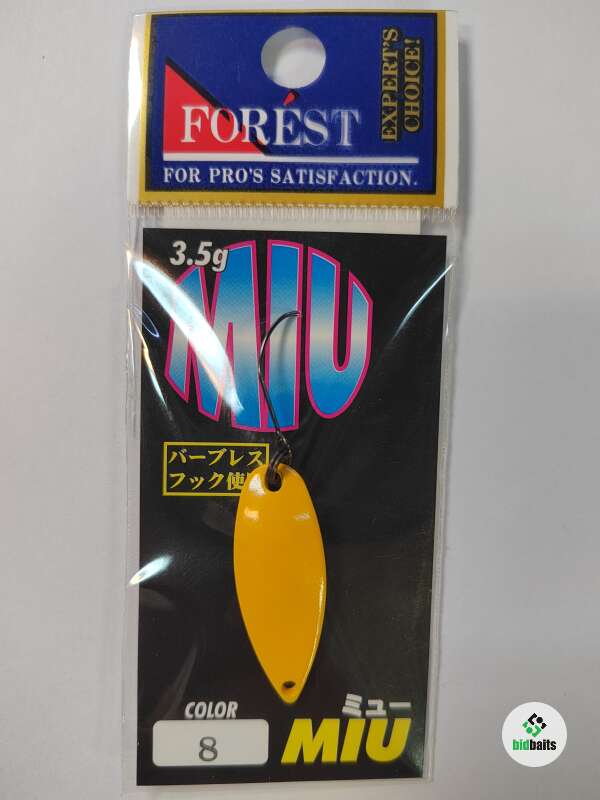 FORÉST
EXPERT'S
CHOICE!
FOR PRO'S SATISFACTION.
3.5g
MIU
バーブレス
フック使
COLOR
8
ミュー
MIU
bidbaits